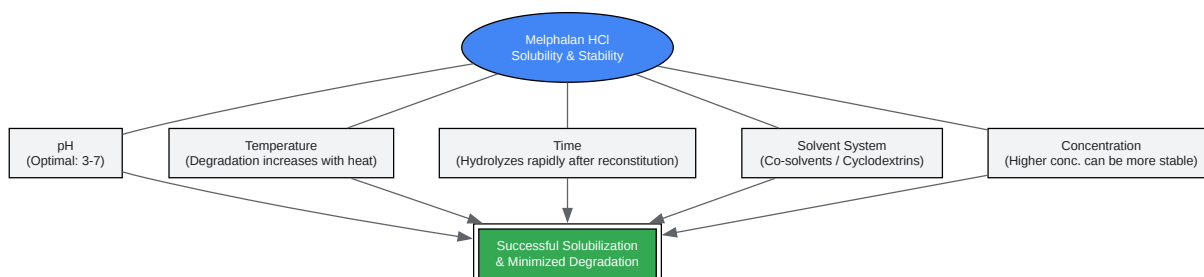 Melphalan HCl
Solubility & Stability
pH
(Optimal: 3-7)
Temperature
(Degradation increases with heat)
Time
(Hydrolyzes rapidly after reconstitution)
Solvent System
(Co-solvents / Cyclodextrins)
Concentration
(Higher conc. can be more stable)
Successful Solubilization
& Minimized Degradation